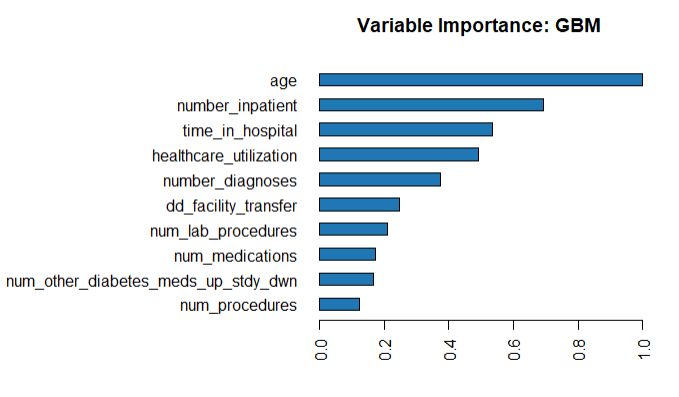 Variable Importance: GBM
age
number_inpatient
time_in_hospital
healthcare_utilization
number_diagnoses
dd_facility_transfer
num_lab_procedures
num_medications
num_other_diabetes_meds_up_stdy_dwn
num_procedures
0.0 0.2 0.4 0.6 0.8 1.0